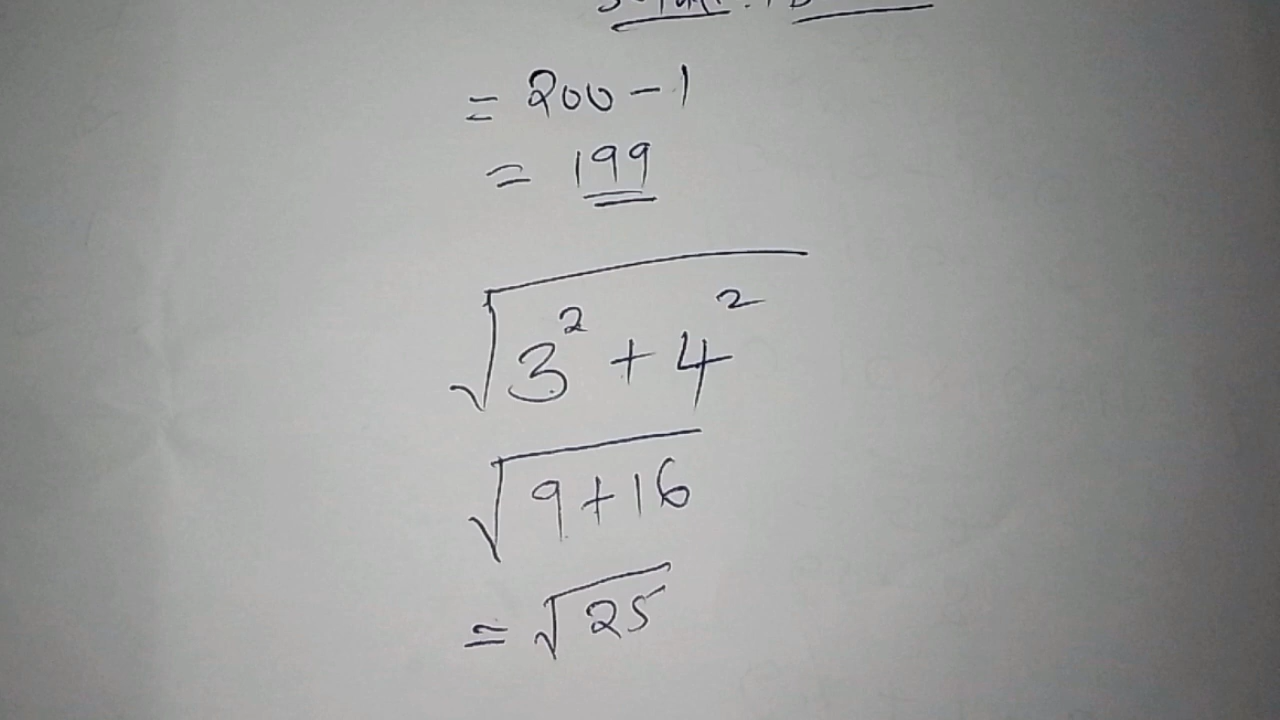 = 200 - 1
= 199
√3² + 4²
√9 + 16
= √25